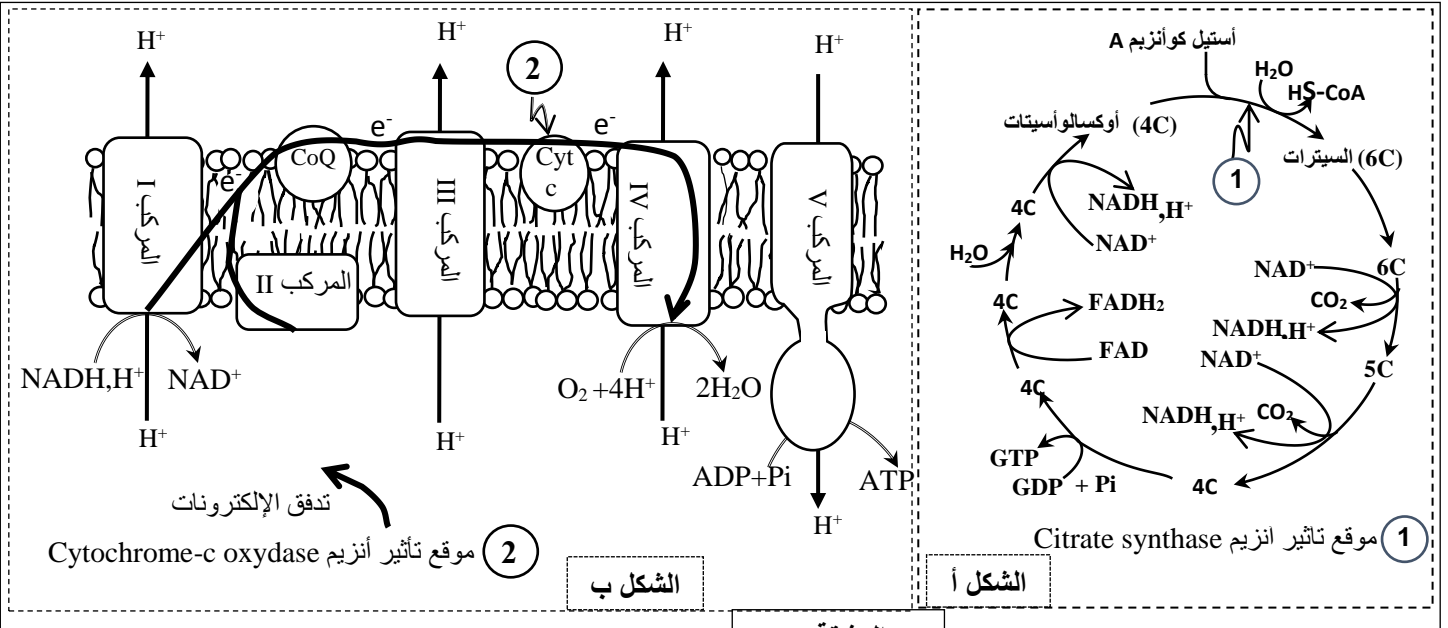 H⁺
H⁺
H⁺
H⁺
2
e⁻
e⁻
e⁻
CoQ
Cyt
c
المركب I
المركب II
المركب III
المركب IV
المركب V
NADH,H⁺
NAD⁺
O₂ +4H⁺
2H₂O
H⁺
H⁺
H⁺
ADP+Pi
ATP
H⁺
تدفق الإلكترونات
2 موقع تأثير أنزيم Cytochrome-c oxydase
الشكل ب
أستيل كوأنزيم A
H₂O
HS-CoA
أوكسالوأسيتات (4C)
1
السيترات (6C)
NADH,H⁺
NAD⁺
4C
H₂O
4C
FADH₂
FAD
4C
GTP
GDP + Pi
4C
NAD⁺
6C
CO₂
NADH.H⁺
NAD⁺
5C
NADH,H⁺
CO₂
1 موقع تاثير انزيم Citrate synthase
الشكل أ